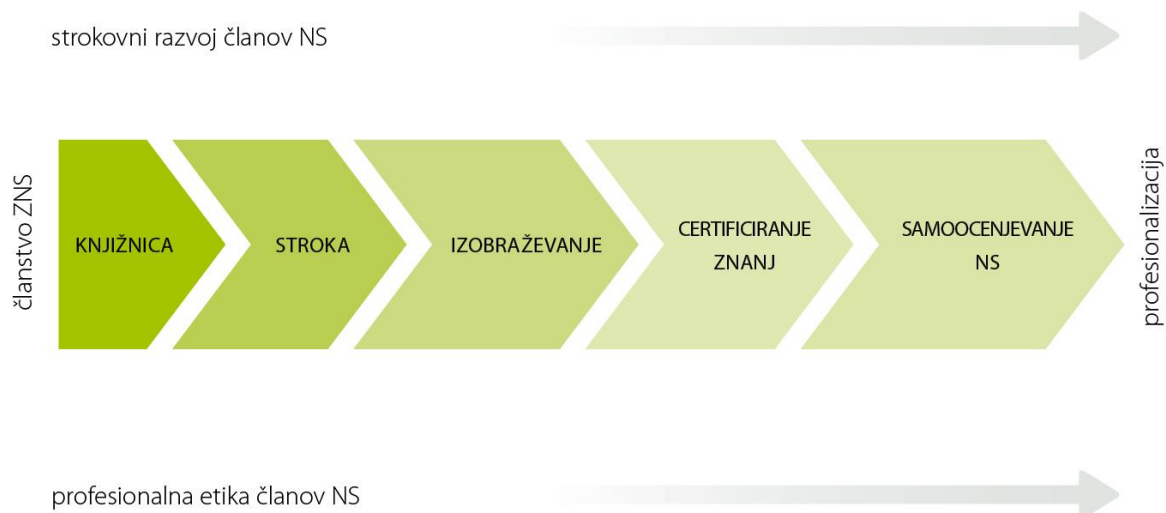 strokovni razvoj članov NS
članstvo ZNS
KNJIŽNICA
STROKA
IZOBRAŽEVANJE
CERTIFICIRANJE
ZNANJ
SAMOOCENJEVANJE
NS
profesionalizacija
profesionalna etika članov NS